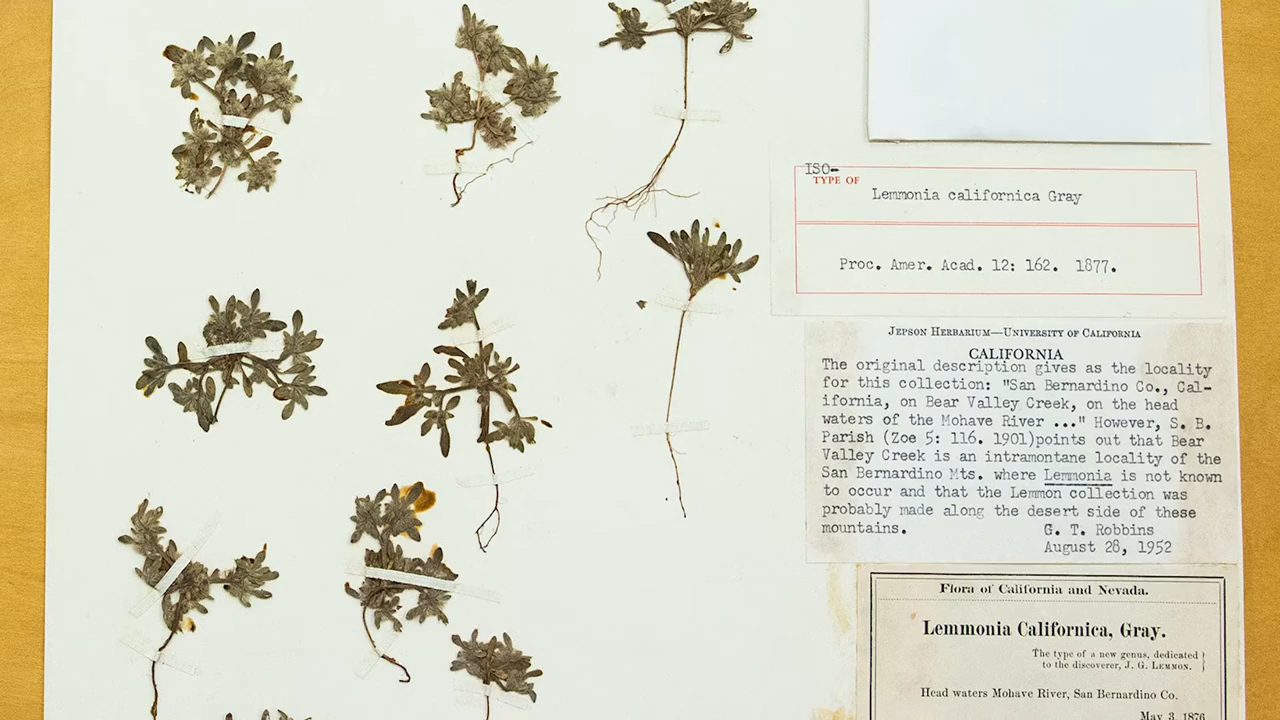 ISO-
TYPE OF
Lemmonia californica Gray
Proc. Amer. Acad. 12: 162. 1877.
JEPSON HERBARIUM—UNIVERSITY OF CALIFORNIA
CALIFORNIA
The original description gives as the locality
for this collection: "San Bernardino Co., Cal-
ifornia, on Bear Valley Creek, on the head
waters of the Mohave River ..." However, S. B.
Parish (Zoe 5: 116. 1901)points out that Bear
Valley Creek is an intramontane locality of the
San Bernardino Mts. where Lemmonia is not known
to occur and that the Lemmon collection was
probably made along the desert side of these
mountains. G. T. Robbins
August 28, 1952
Flora of California and Nevada.
Lemmonia Californica, Gray.
The type of a new genus, dedicated
to the discoverer, J. G. LEMMON.
Head waters Mohave River, San Bernardino Co.
May 3, 1876